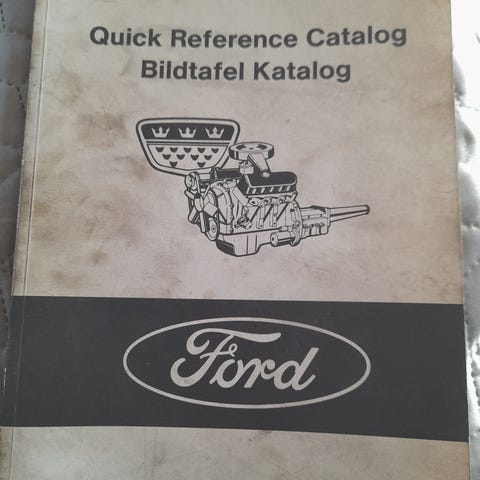 Quick Reference Catalog
Bildtafel Katalog
Ford